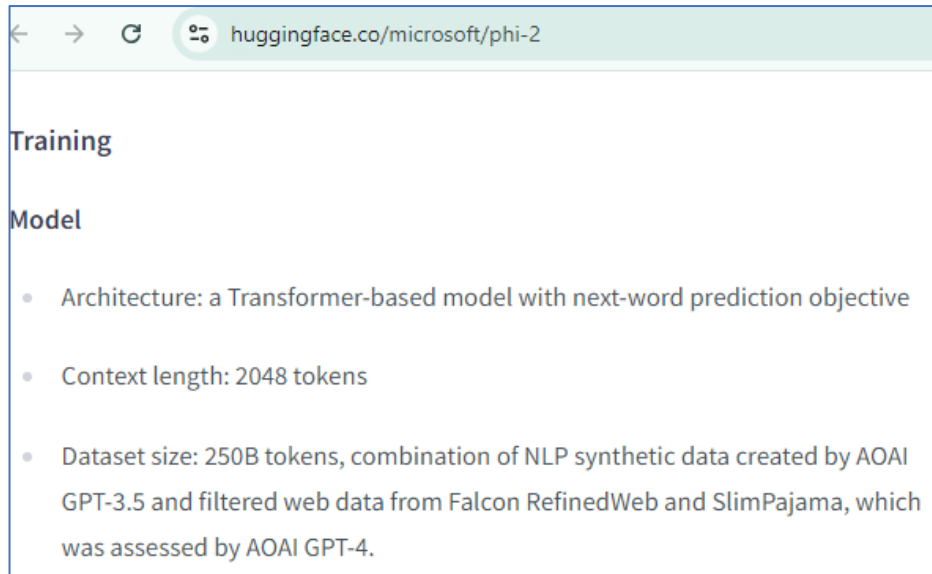 huggingface.co/microsoft/phi-2
Training
Model
Architecture: a Transformer-based model with next-word prediction objective
Context length: 2048 tokens
Dataset size: 250B tokens, combination of NLP synthetic data created by AOAI
GPT-3.5 and filtered web data from Falcon RefinedWeb and SlimPajama, which
was assessed by AOAI GPT-4.